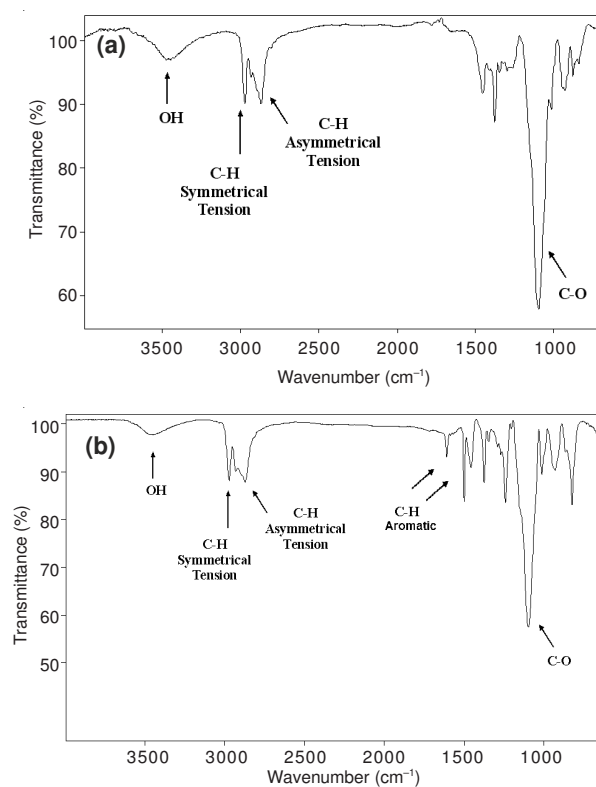 (a)
100
90
80
70
60
Transmittance (%)
OH
C-H
Symmetrical
Tension
C-H
Asymmetrical
Tension
C-O
3500 3000 2500 2000 1500 1000
Wavenumber (cm⁻¹)
(b)
100
90
80
70
60
50
Transmittance (%)
OH
C-H
Symmetrical
Tension
C-H
Asymmetrical
Tension
C-H
Aromatic
C-O
3500 3000 2500 2000 1500 1000
Wavenumber (cm⁻¹)